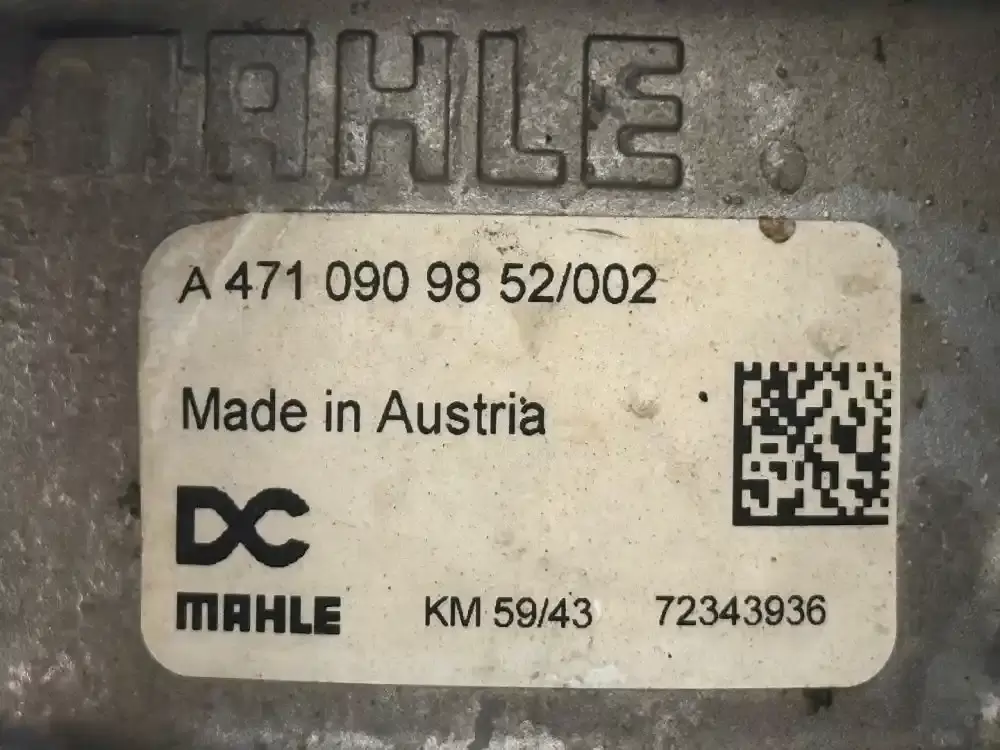 MAHLE
A 471 090 98 52/002
Made in Austria
DC
MAHLE
KM 59/43 72343936